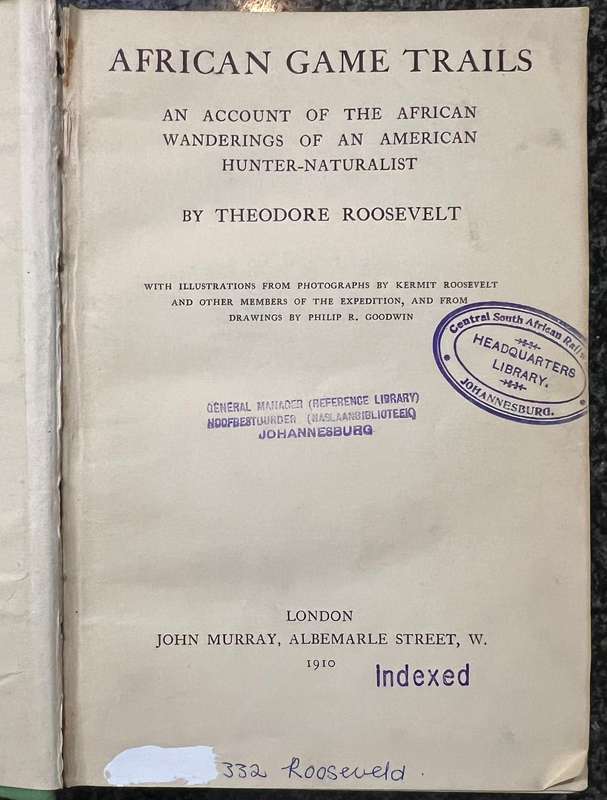 AFRICAN GAME TRAILS
AN ACCOUNT OF THE AFRICAN
WANDERINGS OF AN AMERICAN
HUNTER-NATURALIST
BY THEODORE ROOSEVELT
WITH ILLUSTRATIONS FROM PHOTOGRAPHS BY KERMIT ROOSEVELT
AND OTHER MEMBERS OF THE EXPEDITION, AND FROM
DRAWINGS BY PHILIP R. GOODWIN
Central South African Rail
HEADQUARTERS
LIBRARY.
JOHANNESBURG.
GENERAL MANAGER (REFERENCE LIBRARY)
HOOFBESTUURDER (NASLAANBIBLIOTEEK)
JOHANNESBURG
LONDON
JOHN MURRAY, ALBEMARLE STREET, W.
1910
Indexed
332 Rooseveld.